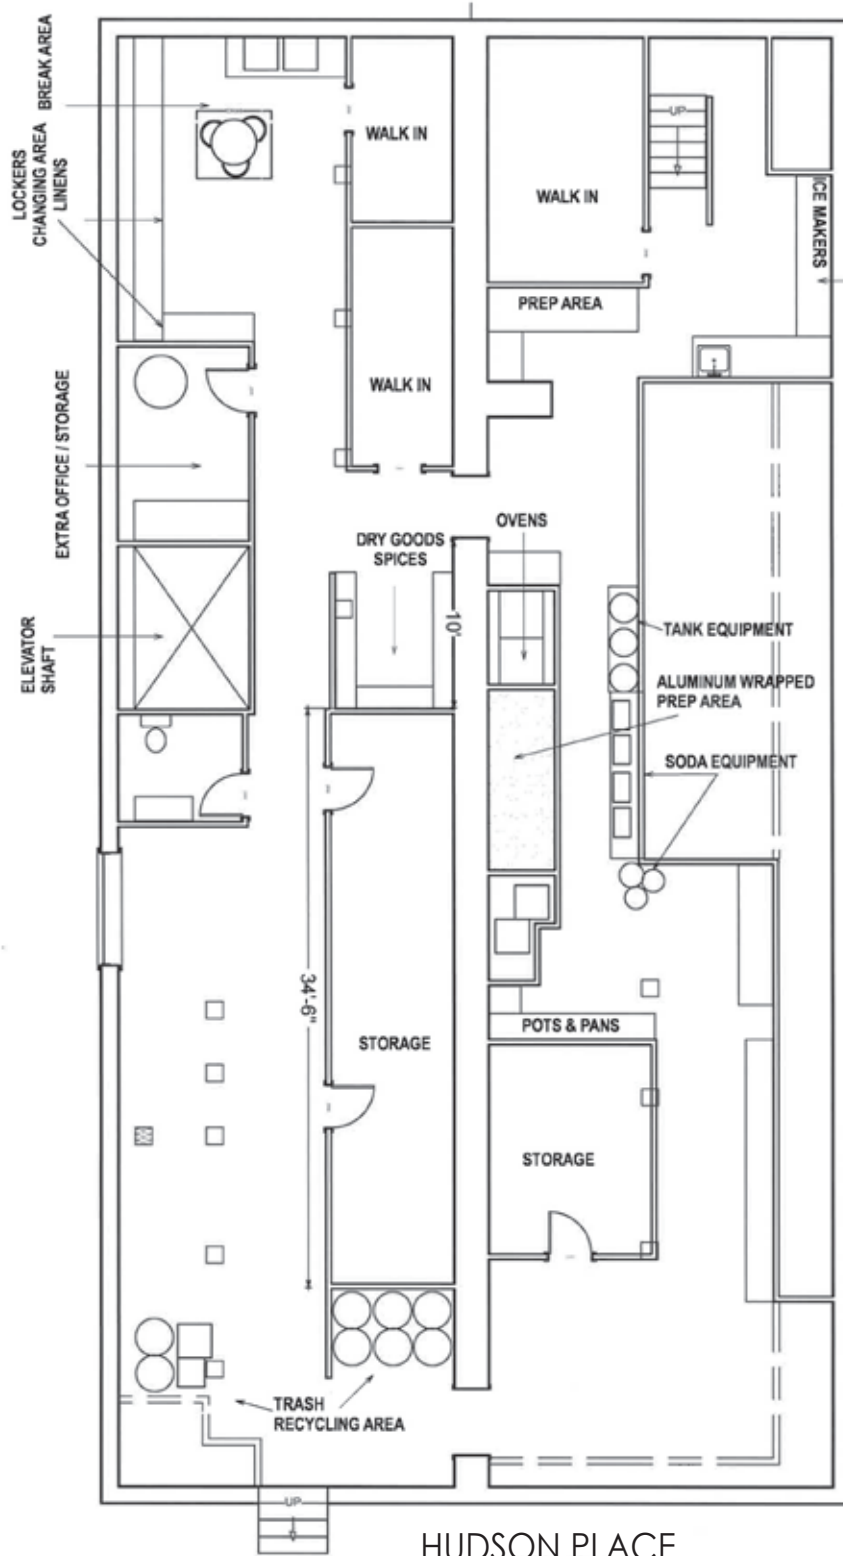 BREAK AREA
LOCKERS
CHANGING AREA
LINENS
WALK IN
WALK IN
UP
ICE MAKERS
PREP AREA
WALK IN
EXTRA OFFICE / STORAGE
OVENS
DRY GOODS
SPICES
10'
TANK EQUIPMENT
ELEVATOR
SHAFT
ALUMINUM WRAPPED
PREP AREA
SODA EQUIPMENT
34'-6"
STORAGE
POTS & PANS
STORAGE
TRASH
RECYCLING AREA
UP
HUDSON PLACE